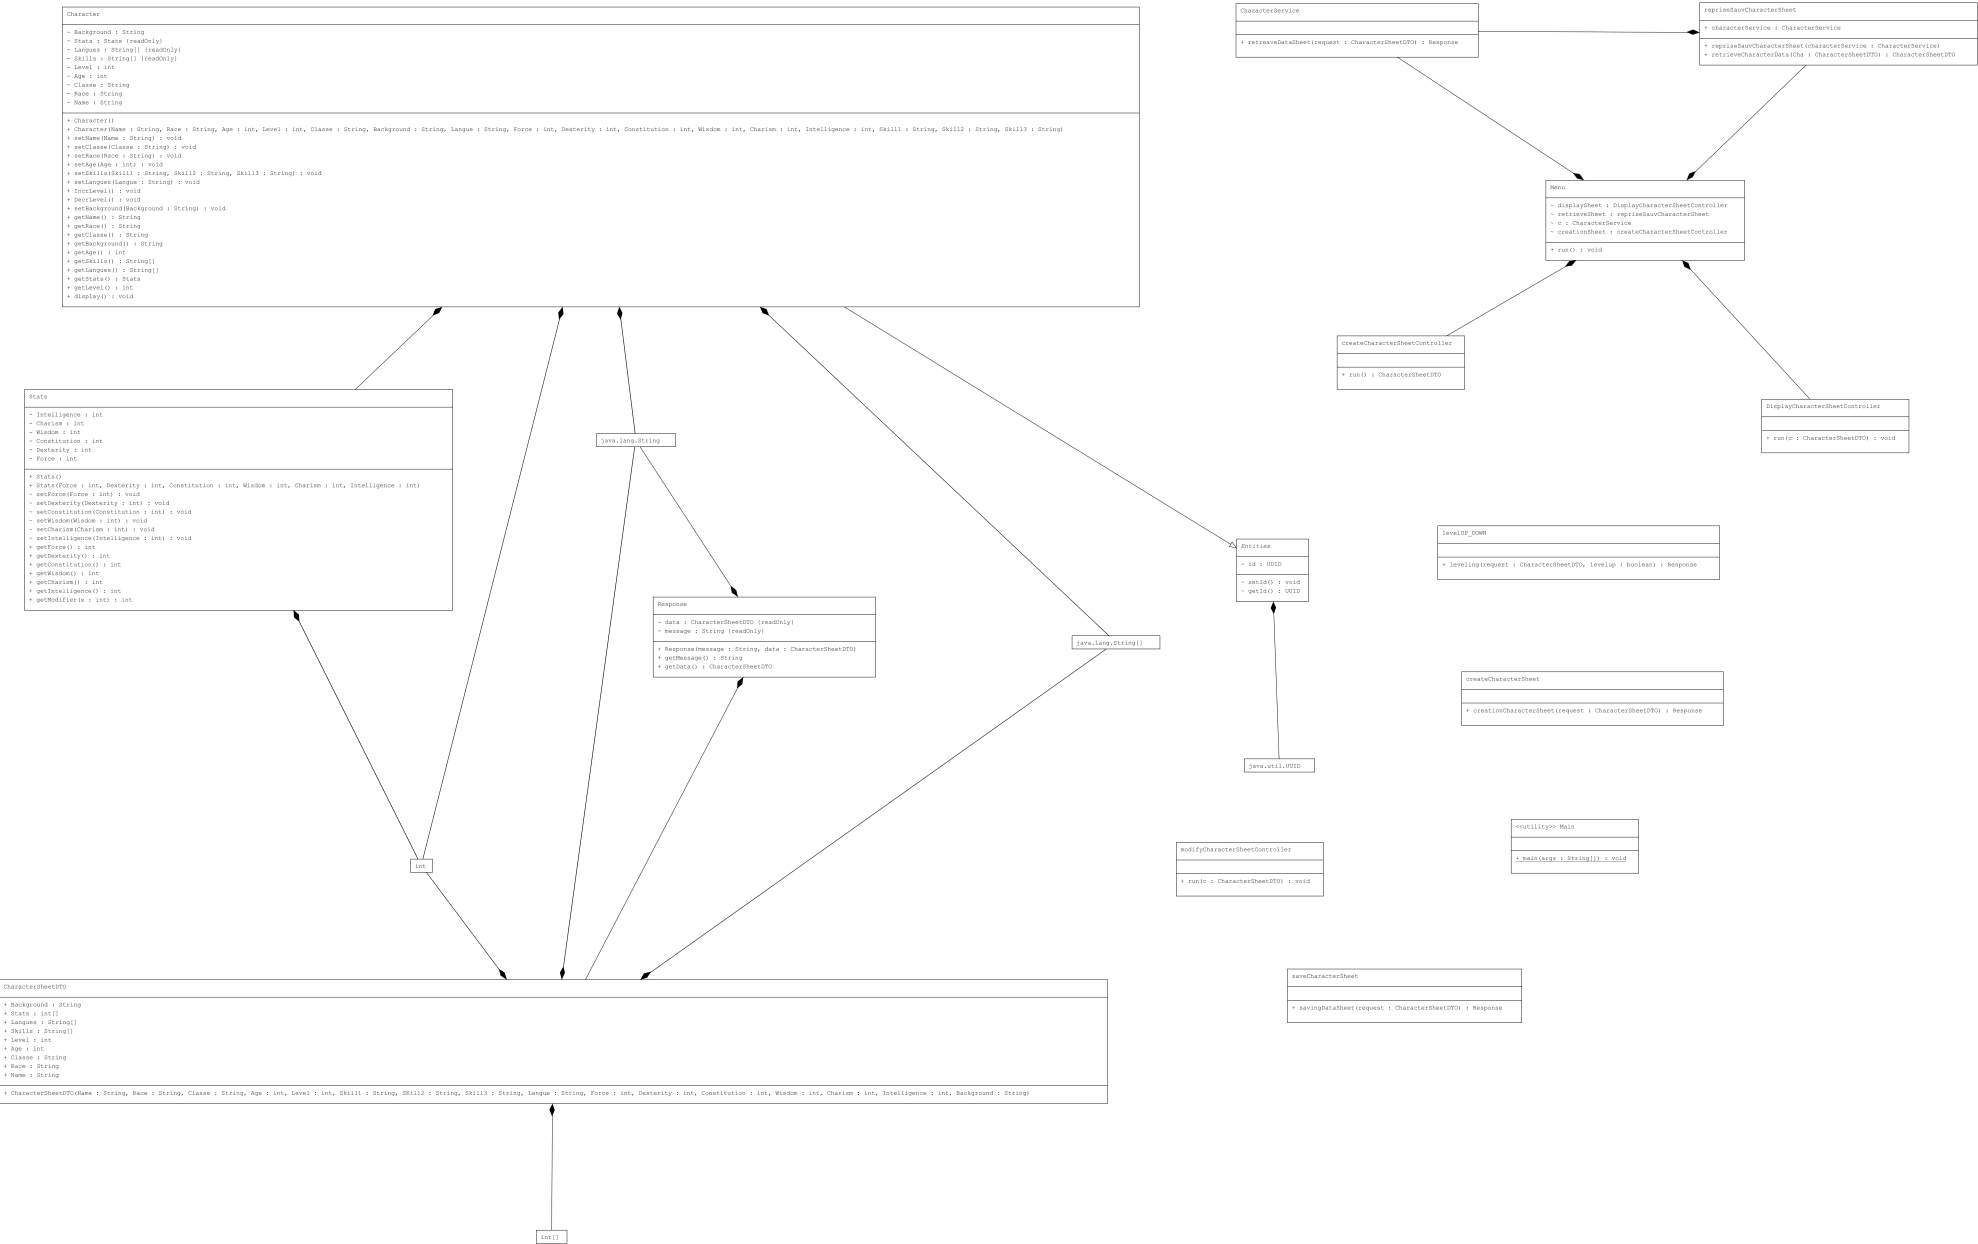 Character
- Background : String
- Stats : Stats {readOnly}
- Langues : String[] {readOnly}
- Skills : String[] {readOnly}
- Level : int
- Age : int
- Classe : String
- Race : String
- Name : String
+ Character()
+ Character(Name : String, Race : String, Age : int, Level : int, Classe : String, Background : String, Langue : String, Force : int, Dexterity : int, Constitution : int, Wisdom : int, Charism : int, Intelligence : int, Skill1 : String, Skill2 : String, Skill3 : String)
+ setName(Name : String) : void
+ setClasse(Classe : String) : void
+ setRace(Race : String) : void
+ setAge(Age : int) : void
+ setSkills(Skill1 : String, Skill2 : String, Skill3 : String) : void
+ setLangues(Langue : String) : void
+ IncrLevel() : void
+ DecrLevel() : void
+ setBackground(Background : String) : void
+ getName() : String
+ getRace() : String
+ getClasse() : String
+ getBackground() : String
+ getAge() : int
+ getSkills() : String[]
+ getLangues() : String[]
+ getStats() : Stats
+ getLevel() : int
+ display() : void
CharacterService
+ retreaveDataSheet(request : CharacterSheetDTO) : Response
repriseSauvCharacterSheet
+ characterService : CharacterService
+ repriseSauvCharacterSheet(characterService : CharacterService)
+ retrieveCharacterData(Cha : CharacterSheetDTO) : CharacterSheetDTO
Menu
~ displaySheet : DisplayCharacterSheetController
~ retrieveSheet : repriseSauvCharacterSheet
~ c : CharacterService
~ creationSheet : createCharacterSheetController
+ run() : void
createCharacterSheetController
+ run() : CharacterSheetDTO
DisplayCharacterSheetController
+ run(c : CharacterSheetDTO) : void
Stats
- Intelligence : int
- Charism : int
- Wisdom : int
- Constitution : int
- Dexterity : int
- Force : int
+ Stats()
+ Stats(Force : int, Dexterity : int, Constitution : int, Wisdom : int, Charism : int, Intelligence : int)
- setForce(Force : int) : void
- setDexterity(Dexterity : int) : void
- setConstitution(Constitution : int) : void
- setWisdom(Wisdom : int) : void
- setCharism(Charism : int) : void
- setIntelligence(Intelligence : int) : void
+ getForce() : int
+ getDexterity() : int
+ getConstitution() : int
+ getWisdom() : int
+ getCharism() : int
+ getIntelligence() : int
+ getModifier(x : int) : int
java.lang.String
Entities
- id : UUID
- setId() : void
- getId() : UUID
levelUP_DOWN
+ leveling(request : CharacterSheetDTO, levelup : boolean) : Response
Response
- data : CharacterSheetDTO {readOnly}
- message : String {readOnly}
+ Response(message : String, data : CharacterSheetDTO)
+ getMessage() : String
+ getData() : CharacterSheetDTO
java.lang.String[]
createCharacterSheet
+ creationCharacterSheet(request : CharacterSheetDTO) : Response
java.util.UUID
<<utility>> Main
+ main(args : String[]) : void
modifyCharacterSheetController
+ run(c : CharacterSheetDTO) : void
int
saveCharacterSheet
+ savingDataSheet(request : CharacterSheetDTO) : Response
CharacterSheetDTO
+ Background : String
+ Stats : int[]
+ Langues : String[]
+ Skills : String[]
+ Level : int
+ Age : int
+ Classe : String
+ Race : String
+ Name : String
+ CharacterSheetDTO(Name : String, Race : String, Classe : String, Age : int, Level : int, Skill1 : String, SKill2 : String, Skill3 : String, Langue : String, Force : int, Dexterity : int, Constitution : int, Wisdom : int, Charism : int, Intelligence : int, Background : String)
int[]